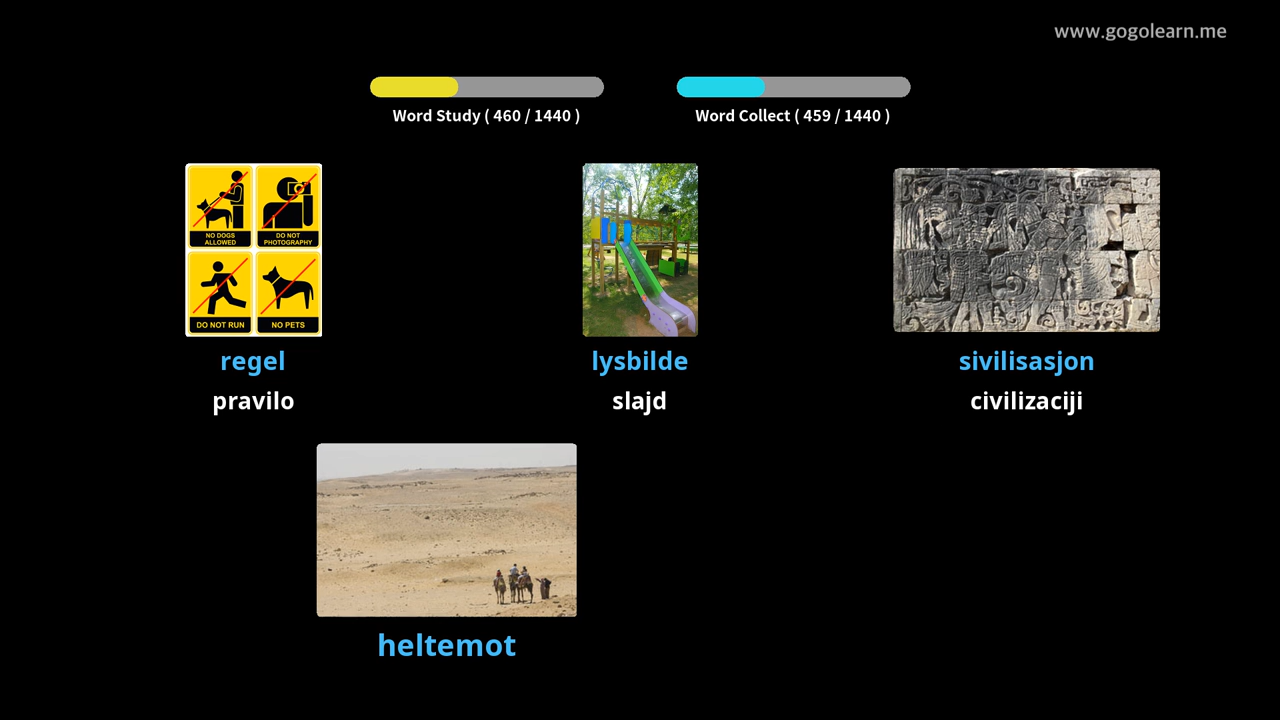 www.gogolearn.me
Word Study ( 460 / 1440 )
Word Collect ( 459 / 1440 )
NO DOGS
ALLOWED
DO NOT
PHOTOGRAPHY
DO NOT RUN
NO PETS
regel
lysbilde
sivilisasjon
pravilo
slajd
civilizaciji
heltemot